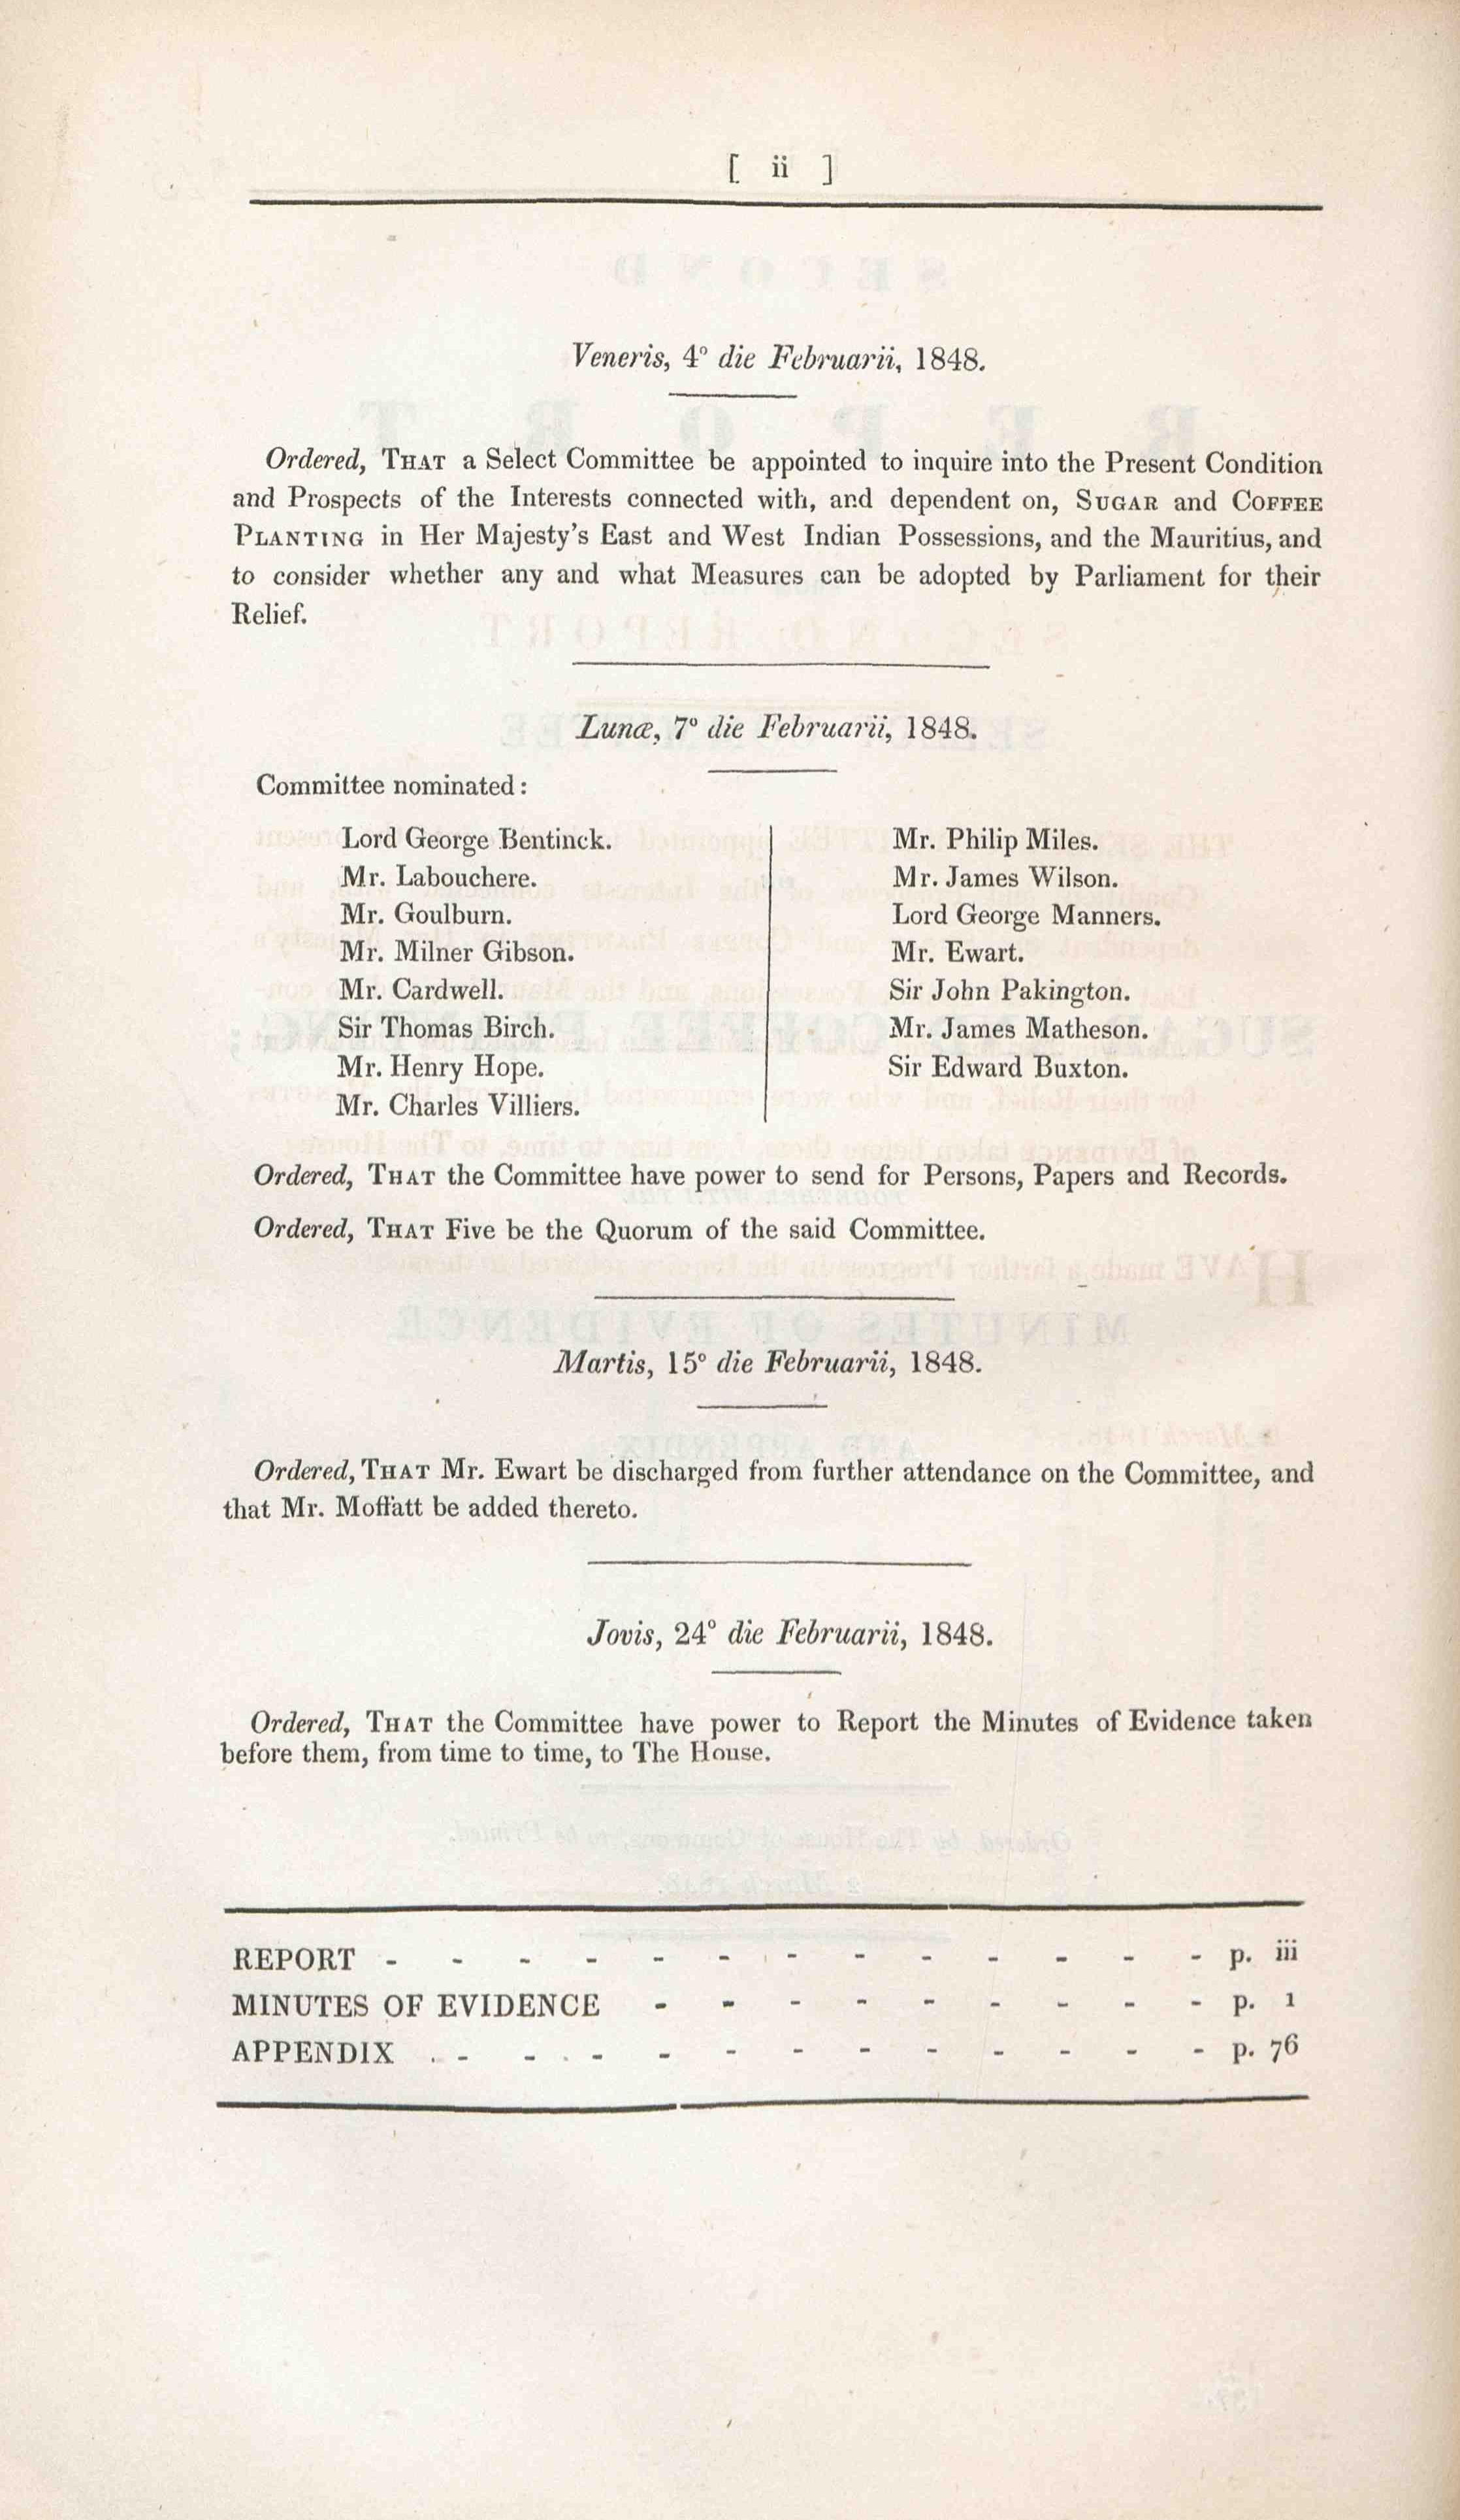 [ ii ]
Veneris, 4° die Februarii, 1848.
Ordered, THAT a Select Committee be appointed to inquire into the Present Condition
and Prospects of the Interests connected with, and dependent on, SUGAR and COFFEE
PLANTING in Her Majesty's East and West Indian Possessions, and the Mauritius, and
to consider whether any and what Measures can be adopted by Parliament for their
Relief.
Lunæ, 7° die Februarii, 1848.
Committee nominated:
Lord George Bentinck.
Mr. Labouchere.
Mr. Goulburn.
Mr. Milner Gibson.
Mr. Cardwell.
Sir Thomas Birch.
Mr. Henry Hope.
Mr. Charles Villiers.
Mr. Philip Miles.
Mr. James Wilson.
Lord George Manners.
Mr. Ewart.
Sir John Pakington.
Mr. James Matheson.
Sir Edward Buxton.
Ordered, THAT the Committee have power to send for Persons, Papers and Records.
Ordered, THAT Five be the Quorum of the said Committee.
Martis, 15° die Februarii, 1848.
Ordered, THAT Mr. Ewart be discharged from further attendance on the Committee, and
that Mr. Moffatt be added thereto.
Jovis, 24° die Februarii, 1848.
Ordered, THAT the Committee have power to Report the Minutes of Evidence taken
before them, from time to time, to The House.
REPORT - - - - - - - - - - - - - p. iii
MINUTES OF EVIDENCE - - - - - - - - - p. 1
APPENDIX - - - - - - - - - - - - p. 76